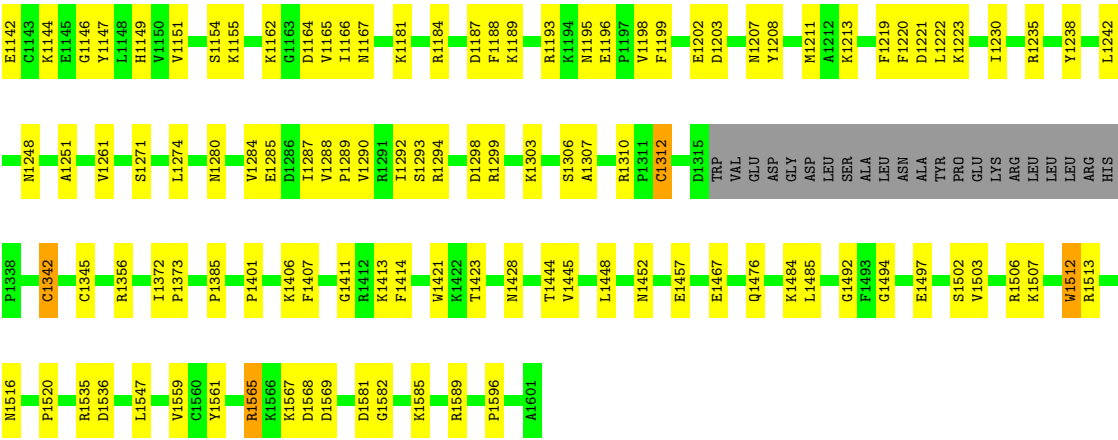 E1142 C1143 K1144 E1145 G1146 Y1147 L1148 H1149 V1150 V1151 S1154 K1155 K1162 G1163 D1164 V1165 I1166 N1167 K1181 R1184 D1187 F1188 K1189 R1193 K1194 N1195 E1196 P1197 V1198 F1199 E1202 D1203 N1207 Y1208 M1211 A1212 K1213 F1219 F1220 D1221 L1222 K1223 I1230 R1235 Y1238 L1242
N1248 A1251 V1261 S1271 L1274 N1280 V1284 E1285 D1286 I1287 V1288 P1289 V1290 R1291 I1292 S1293 R1294 D1298 R1299 K1303 S1306 A1307 R1310 P1311 C1312 D1315 TRP VAL GLU ASP GLY ASP LEU SER ALA LEU ASN ALA TYR PRO GLU LYS ARG LEU LEU LEU ARG HIS
P1338 C1342 C1345 R1356 I1372 P1373 P1385 P1401 K1406 F1407 G1411 R1412 K1413 F1414 W1421 K1422 T1423 N1428 T1444 V1445 L1448 N1452 E1457 E1467 Q1476 K1484 L1485 G1492 F1493 G1494 E1497 S1502 V1503 R1506 K1507 W1512 R1513
N1516 P1520 R1535 D1536 L1547 V1559 C1560 Y1561 R1565 K1566 K1567 D1568 D1569 D1581 G1582 K1585 R1589 P1596 A1601